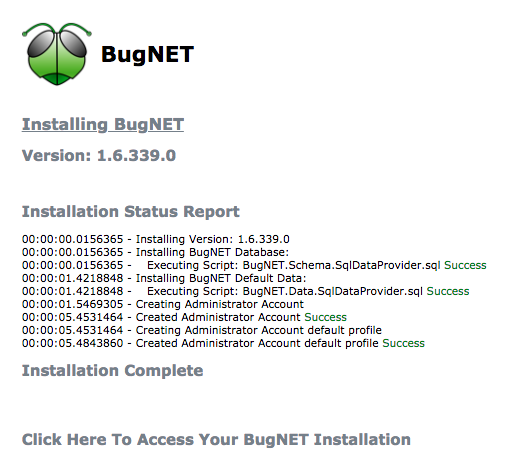 BugNET
Installing BugNET
Version: 1.6.339.0
Installation Status Report
00:00:00.0156365 - Installing Version: 1.6.339.0
00:00:00.0156365 - Installing BugNET Database:
00:00:00.0156365 - Executing Script: BugNET.Schema.SqlDataProvider.sql Success
00:00:01.4218848 - Installing BugNET Default Data:
00:00:01.4218848 - Executing Script: BugNET.Data.SqlDataProvider.sql Success
00:00:01.5469305 - Creating Administrator Account
00:00:05.4531464 - Created Administrator Account Success
00:00:05.4531464 - Creating Administrator Account default profile
00:00:05.4843860 - Created Administrator Account default profile Success
Installation Complete
Click Here To Access Your BugNET Installation